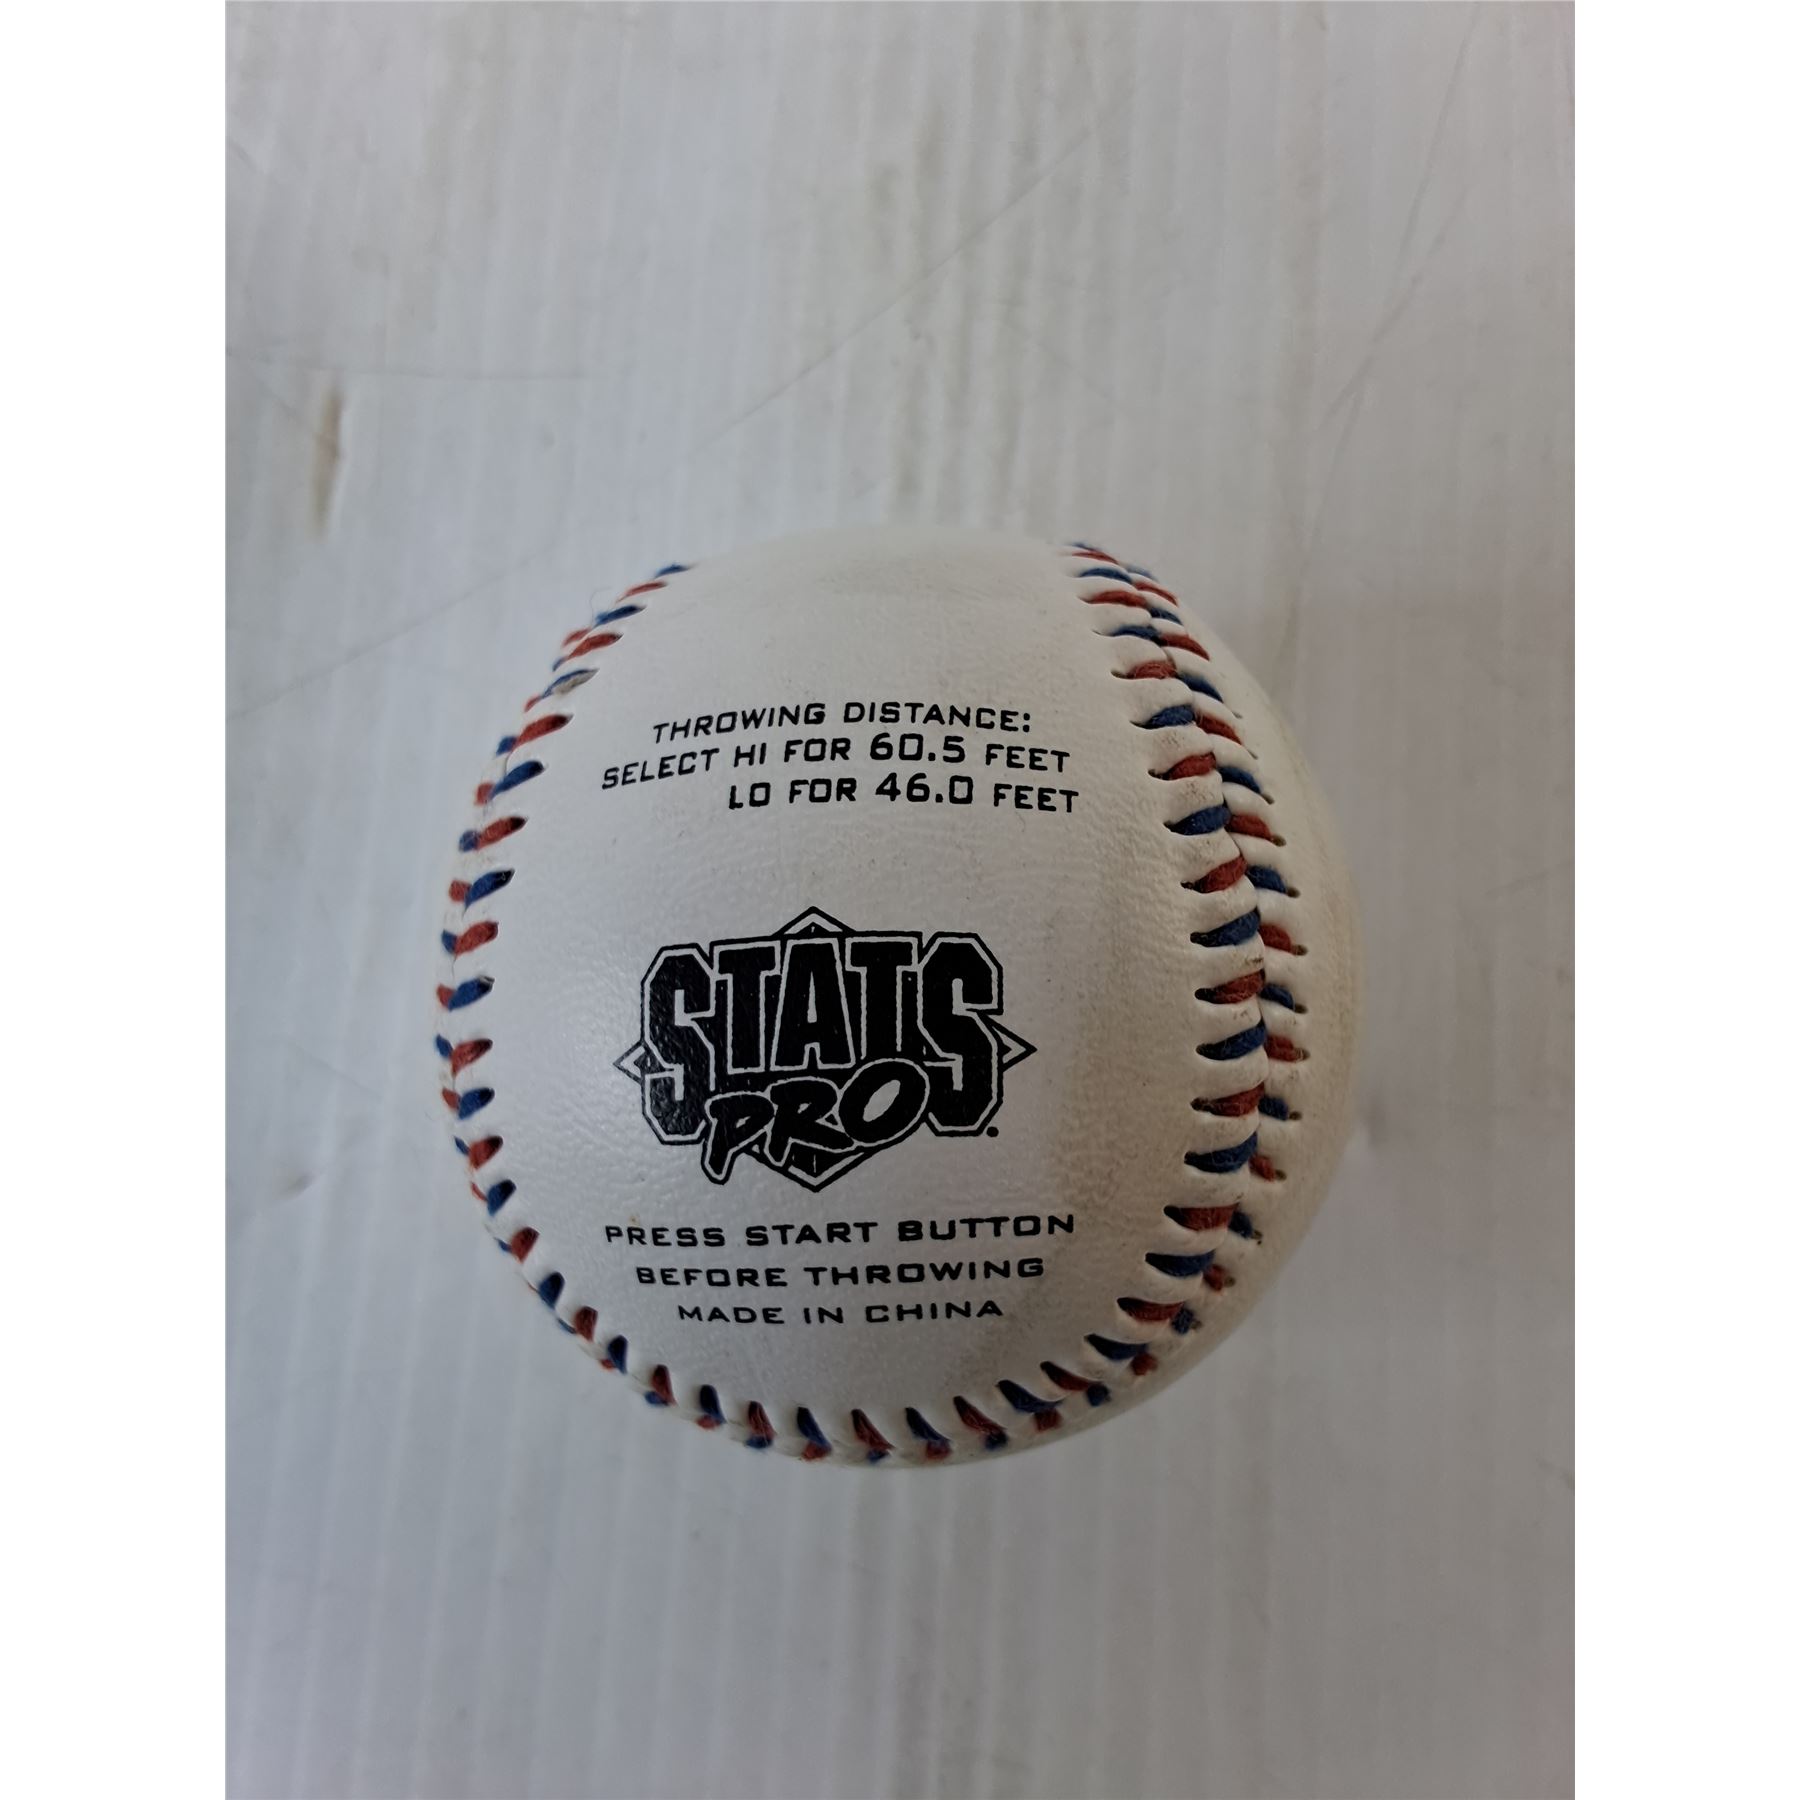 THROWING DISTANCE:
SELECT HI FOR 60.5 FEET
LO FOR 46.0 FEET
STATS
PRO
PRESS START BUTTON
BEFORE THROWING
MADE IN CHINA